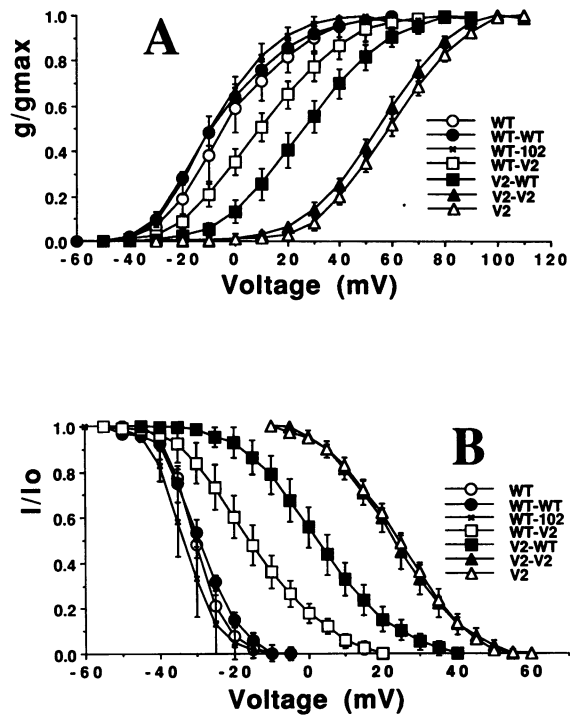 A
g/gmax
1.0
0.8
0.6
0.4
0.2
0.0
WT
WT-WT
WT-102
WT-V2
V2-WT
V2-V2
V2
-60 -40 -20 0 20 40 60 80 100 120
Voltage (mV)
B
I/Io
1.0
0.8
0.6
0.4
0.2
0.0
WT
WT-WT
WT-102
WT-V2
V2-WT
V2-V2
V2
-60 -40 -20 0 20 40 60
Voltage (mV)